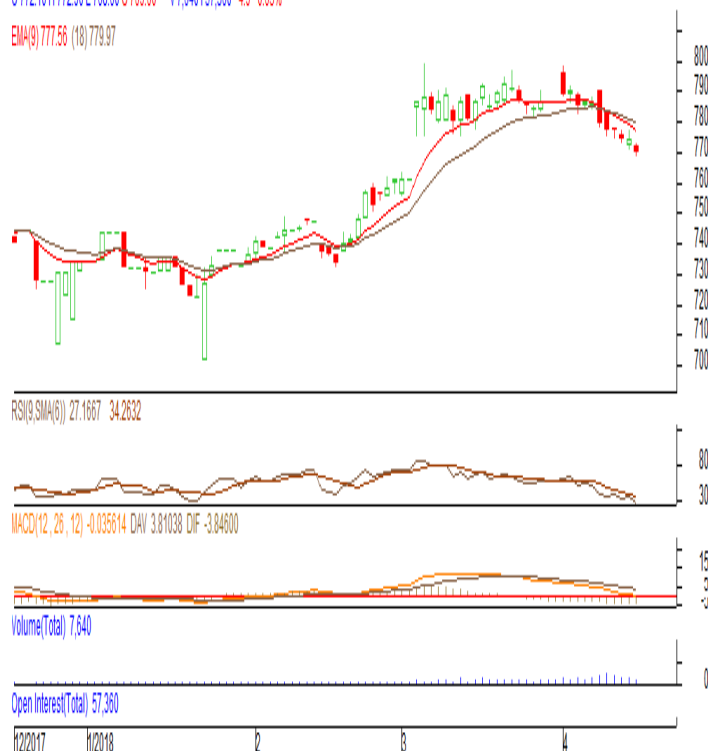 EMA(9) 777.56 (18) 779.97
800
790
780
770
760
750
740
730
720
710
700
RSI(9,SMA(6)) 27.1667 34.2632
80
30
MACD(12 , 26 , 12) -0.035614 DAV 3.81038 DIF -3.84600
15
Volume(Total) 7,640
0
Open Interest(Total) 57,360
12/2017 1/2018 2 3 4